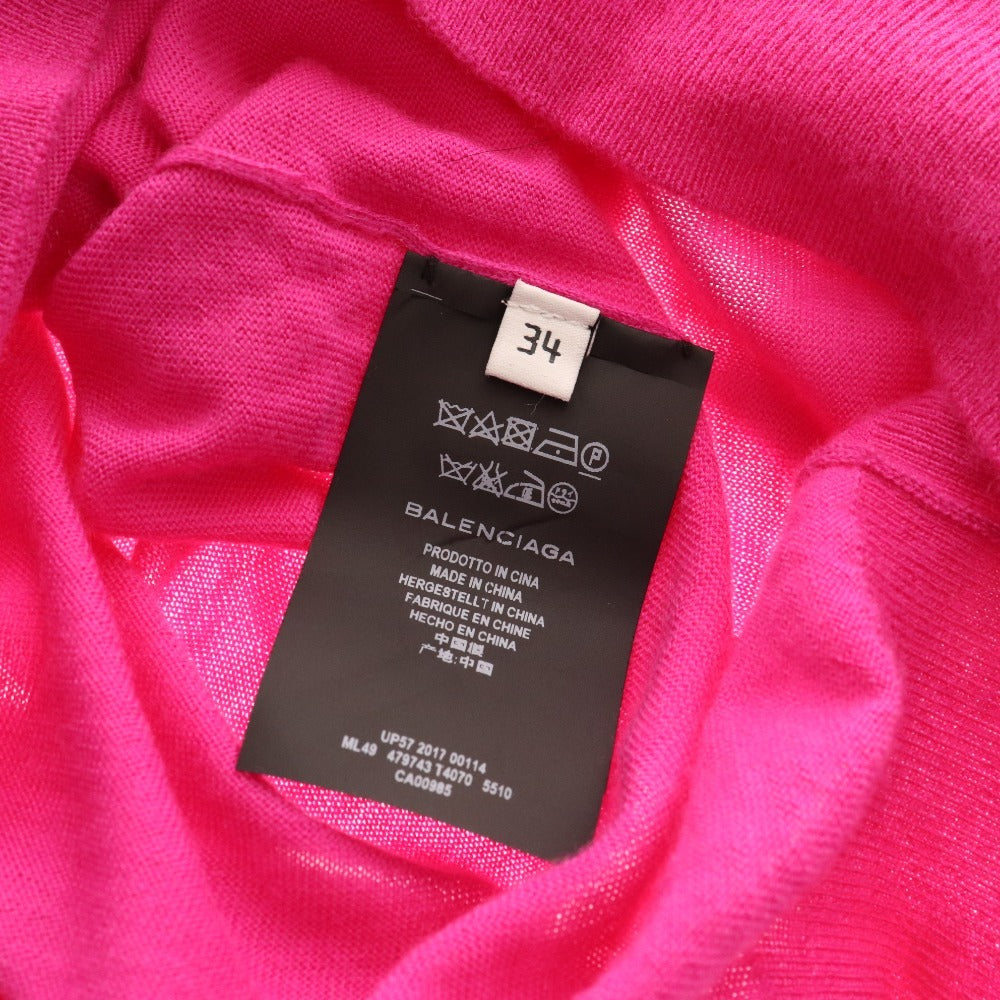 34
P
BALENCIAGA
PRODOTTO IN CINA
MADE IN CHINA
HERGESTELLT IN CHINA
FABRIQUE EN CHINE
HECHO EN CHINA
中国製
产地:中国
UP57 2017 00114
ML49 479743 T4070 5510
CA00985